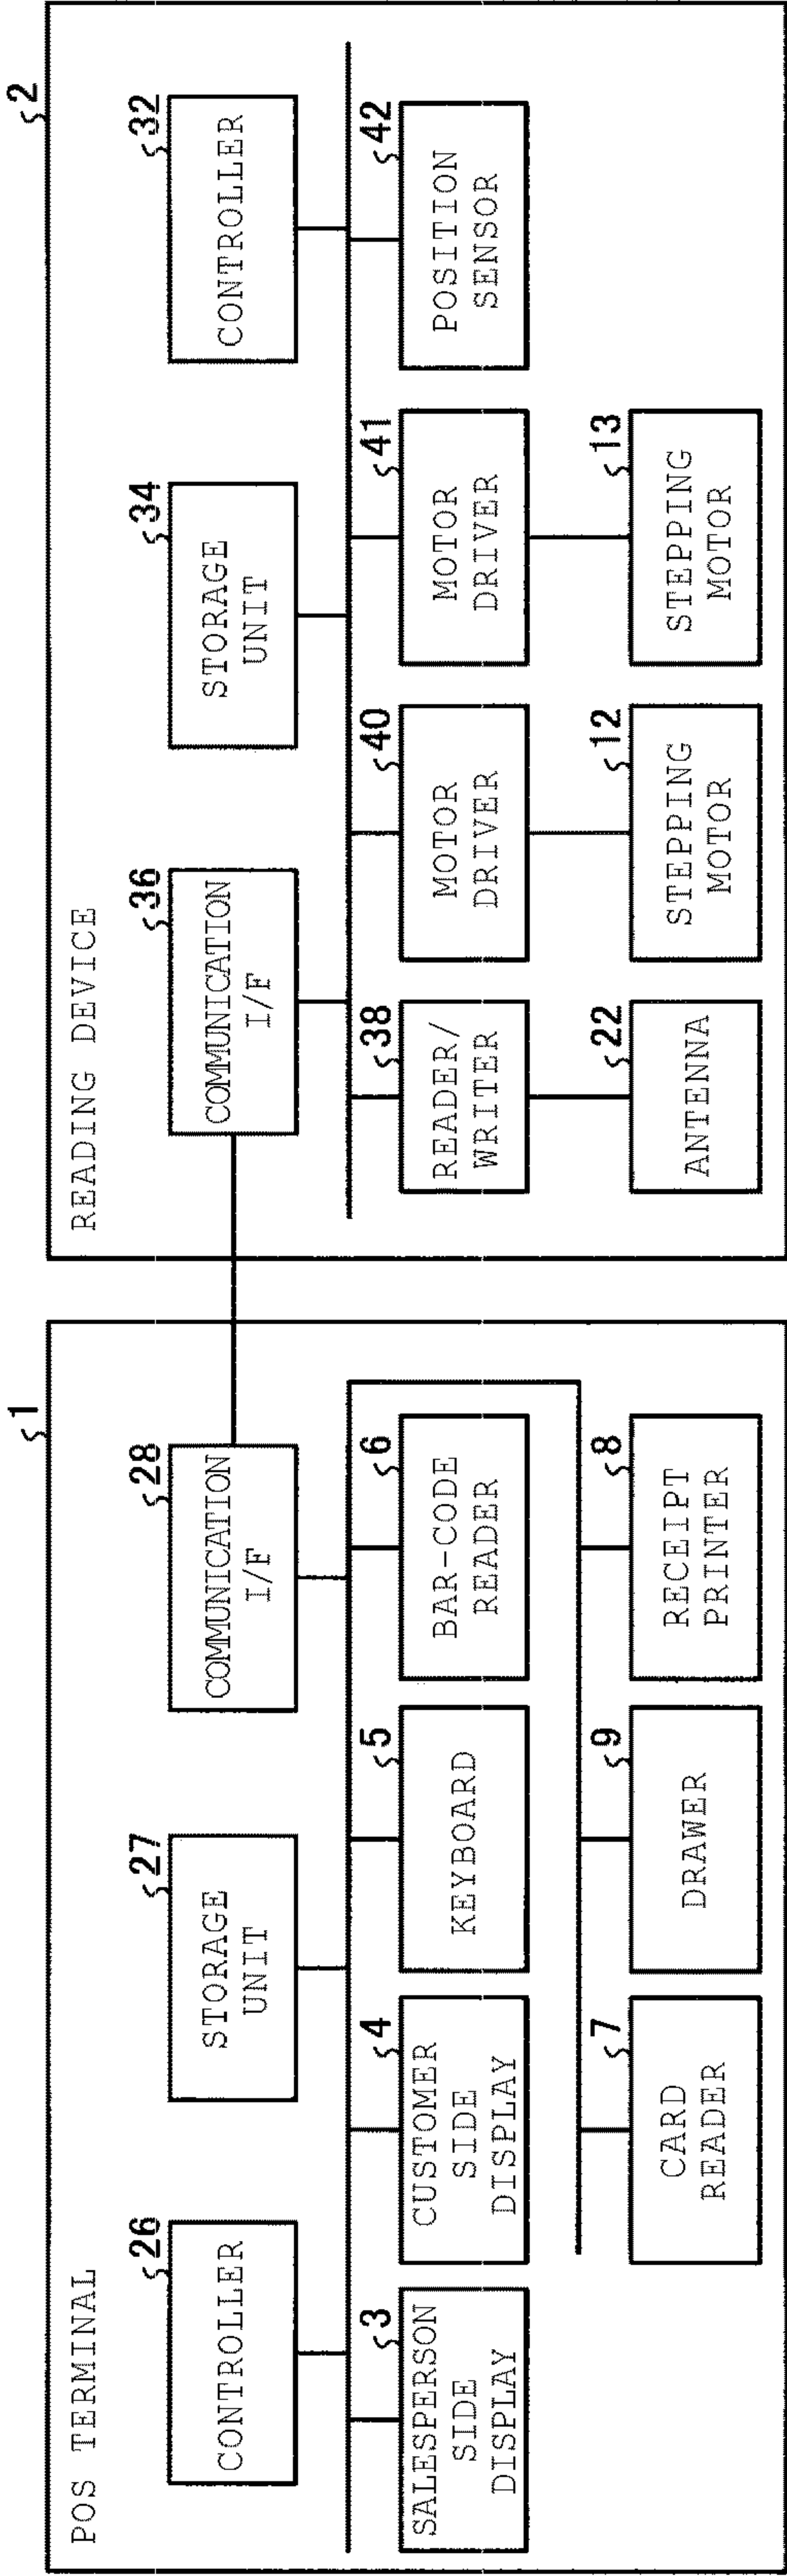 1
POS TERMINAL
26
CONTROLLER
27
STORAGE
UNIT
28
COMMUNICATION
I/F
3
SALESPERSON
SIDE
DISPLAY
4
CUSTOMER
SIDE
DISPLAY
5
KEYBOARD
6
BAR-CODE
READER
7
CARD
READER
9
DRAWER
8
RECEIPT
PRINTER
2
READING DEVICE
36
COMMUNICATION
I/F
34
STORAGE
UNIT
32
CONTROLLER
38
READER/
WRITER
40
MOTOR
DRIVER
41
MOTOR
DRIVER
42
POSITION
SENSOR
22
ANTENNA
12
STEPPING
MOTOR
13
STEPPING
MOTOR